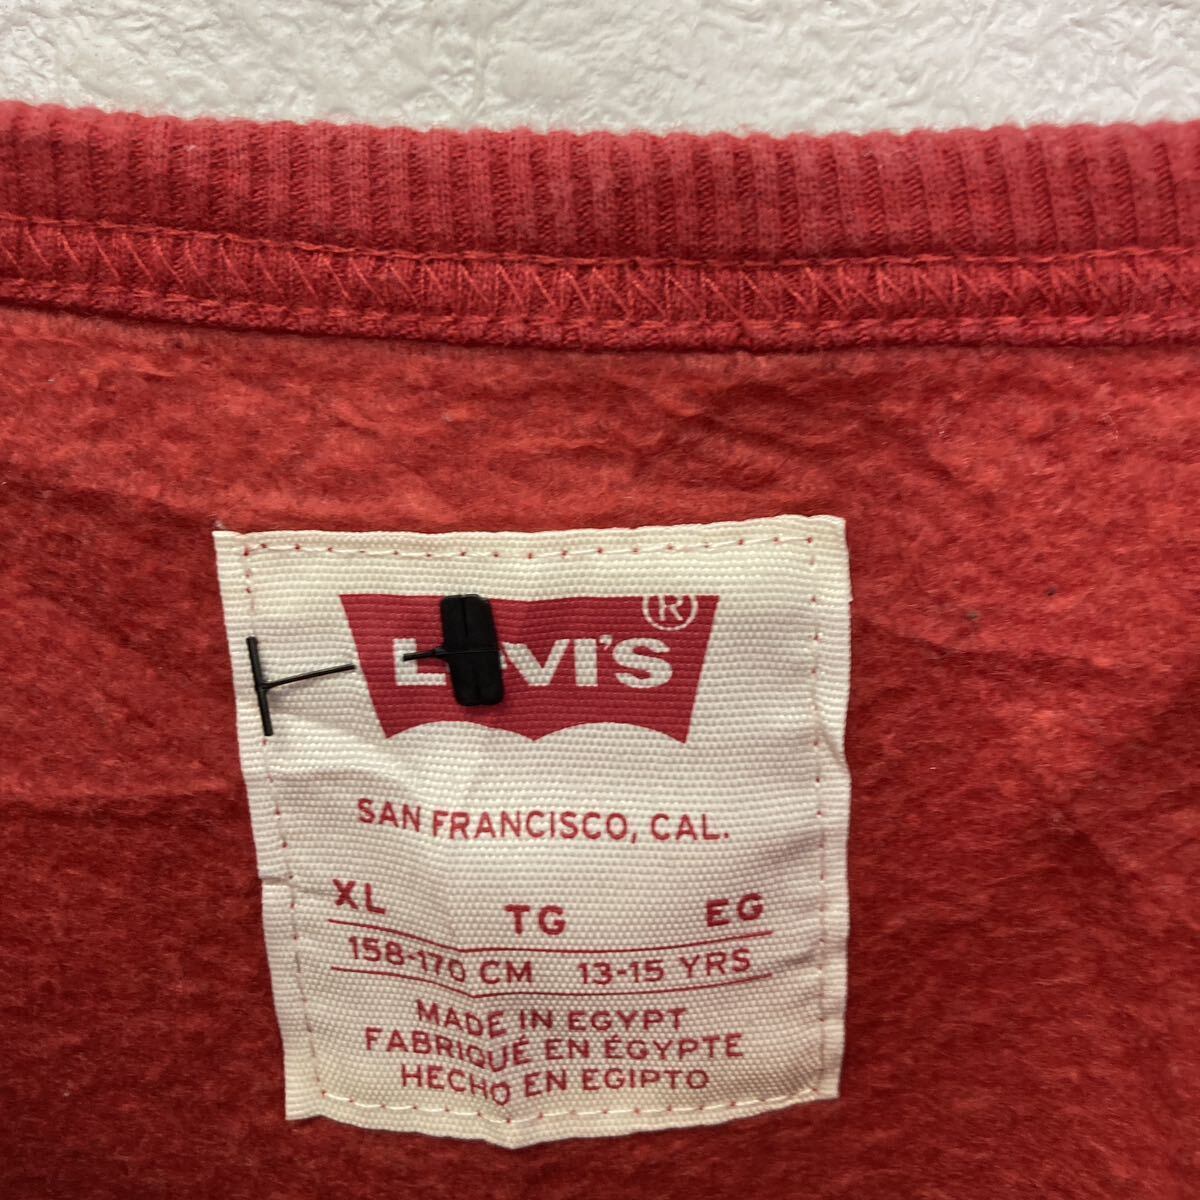 LEVI'S ®
SAN FRANCISCO, CAL.
XL TG EG
158-170 CM 13-15 YRS
MADE IN EGYPT
FABRIQUÉ EN ÉGYPTE
HECHO EN EGIPTO